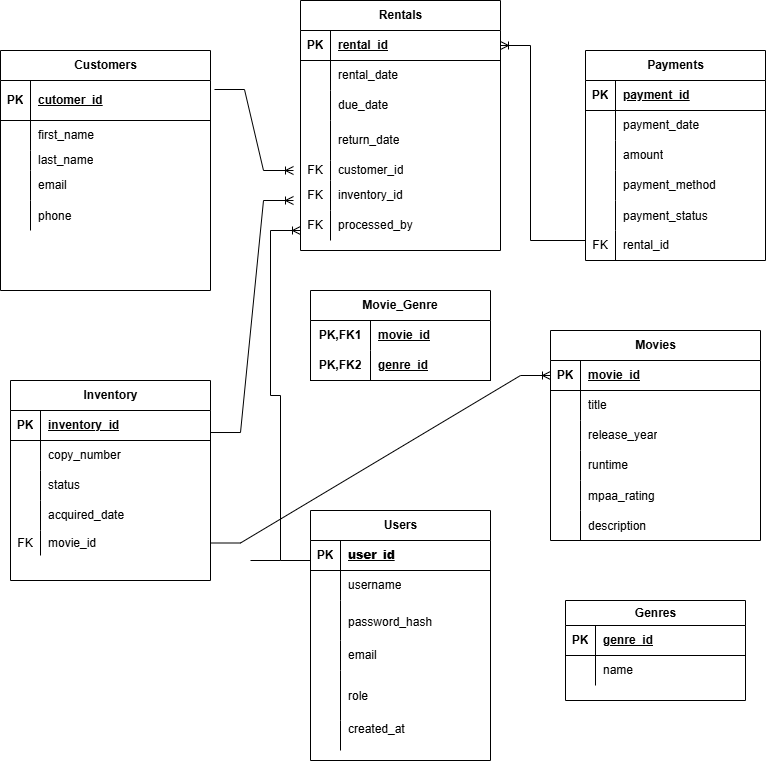 Rentals
PK rental_id
rental_date
due_date
return_date
FK customer_id
FK inventory_id
FK processed_by
Customers
PK cutomer_id
first_name
last_name
email
phone
Payments
PK payment_id
payment_date
amount
payment_method
payment_status
FK rental_id
Movie_Genre
PK,FK1 movie_id
PK,FK2 genre_id
Movies
PK movie_id
title
release_year
runtime
mpaa_rating
description
Inventory
PK inventory_id
copy_number
status
acquired_date
FK movie_id
Users
PK user_id
username
password_hash
email
role
created_at
Genres
PK genre_id
name